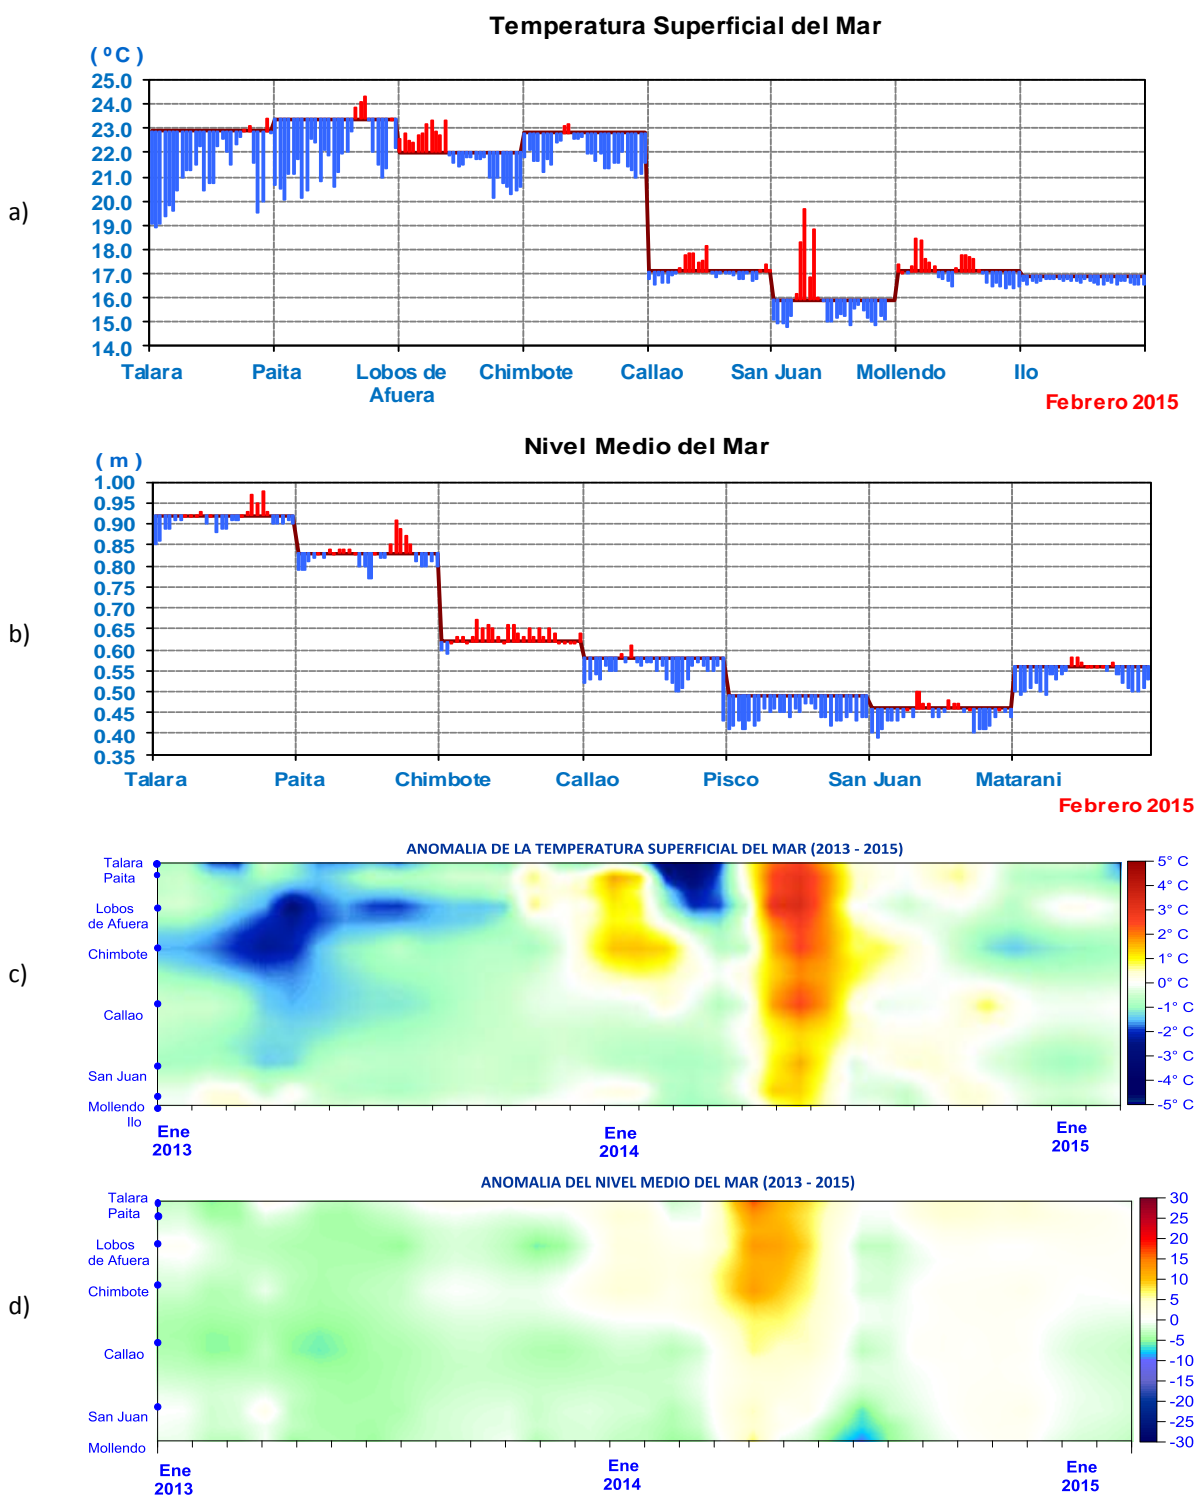 Temperatura Superficial del Mar
( ºC )
25.0
24.0
23.0
22.0
21.0
20.0
19.0
18.0
17.0
16.0
15.0
14.0
a)
Talara Paita Lobos de Afuera Chimbote Callao San Juan Mollendo Ilo
Febrero 2015
Nivel Medio del Mar
( m )
1.00
0.95
0.90
0.85
0.80
0.75
0.70
0.65
0.60
0.55
0.50
0.45
0.40
0.35
b)
Talara Paita Chimbote Callao Pisco San Juan Matarani
Febrero 2015
ANOMALIA DE LA TEMPERATURA SUPERFICIAL DEL MAR (2013 - 2015)
c)
Talara
Paita
Lobos
de Afuera
Chimbote
Callao
San Juan
Mollendo
Ilo
5° C
4° C
3° C
2° C
1° C
0° C
-1° C
-2° C
-3° C
-4° C
-5° C
Ene Ene Ene
2013 2014 2015
ANOMALIA DEL NIVEL MEDIO DEL MAR (2013 - 2015)
d)
Talara
Paita
Lobos
de Afuera
Chimbote
Callao
San Juan
Mollendo
30
25
20
15
10
5
0
-5
-10
-15
-20
-25
-30
Ene Ene Ene
2013 2014 2015